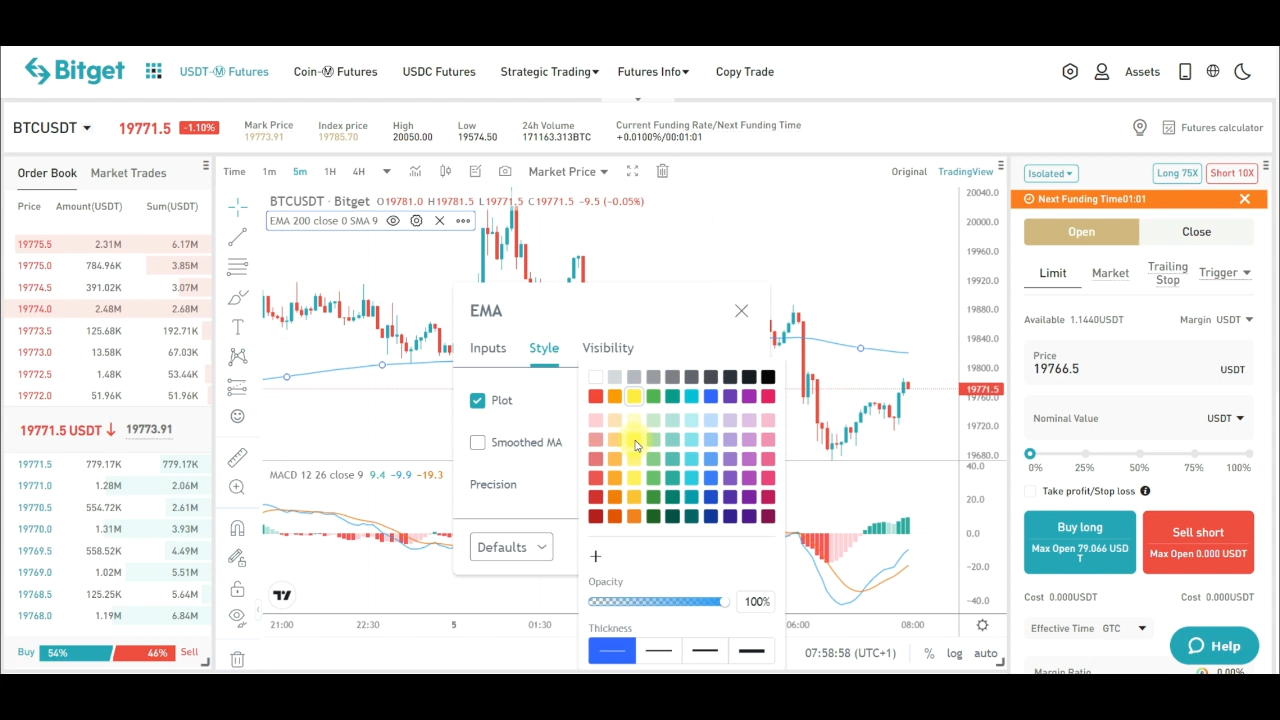 Bitget
USDT-Ⓜ Futures
Coin-Ⓜ Futures
USDC Futures
Strategic Trading
Futures Info
Copy Trade
Assets
BTCUSDT
19771.5
-1.10%
Mark Price
19773.91
Index price
19785.70
High
20050.00
Low
19574.50
24h Volume
171163.313BTC
Current Funding Rate/Next Funding Time
+0.0100%/00:01:01
Futures calculator
Order Book
Market Trades
Price Amount(USDT) Sum(USDT)
19775.5 2.31M 6.17M
19775.0 784.96K 3.85M
19774.5 391.02K 3.07M
19774.0 2.48M 2.68M
19773.5 125.68K 192.71K
19773.0 13.58K 67.03K
19772.5 1.48K 53.44K
19772.0 51.96K 51.96K
19771.5 USDT ↓ 19773.91
19771.5 779.17K 779.17K
19771.0 1.28M 2.06M
19770.5 554.72K 2.61M
19770.0 1.31M 3.93M
19769.5 558.52K 4.49M
19769.0 1.02M 5.51M
19768.5 125.25K 5.64M
19768.0 1.19M 6.84M
Buy 54% 46% Sell
Time 1m 5m 1H 4H
Market Price
Original
TradingView
BTCUSDT · Bitget O19781.0 H19781.5 L19771.5 C19771.5 -9.5 (-0.05%)
EMA 200 close 0 SMA 9
20040.0
20000.0
19960.0
19920.0
19880.0
19840.0
19800.0
19771.5
19760.0
19720.0
19680.0
EMA
Inputs
Style
Visibility
Plot
Smoothed MA
Precision
Defaults
+
Opacity
100%
Thickness
MACD 12 26 close 9 9.4 -9.9 -19.3
40.0
20.0
0.0
-20.0
-40.0
21:00 22:30 5 01:30 06:00 08:00
07:58:58 (UTC+1) % log auto
Isolated
Long 75X
Short 10X
Next Funding Time01:01
Open
Close
Limit
Market
Trailing
Stop
Trigger
Available 1.1440USDT
Margin USDT
Price
19766.5
USDT
Nominal Value
USDT
0% 25% 50% 75% 100%
Take profit/Stop loss
Buy long
Max Open 79.066 USD
T
Sell short
Max Open 0.000 USDT
Cost 0.000USDT
Cost 0.000USDT
Effective Time GTC
Help
Margin Ratio
0.00%